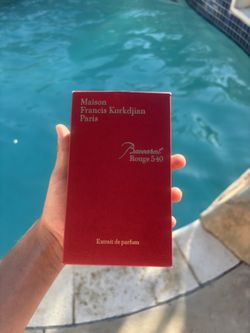 Maison
Francis Kurkdjian
Paris
Baccarat
Rouge 540
Extrait de parfum